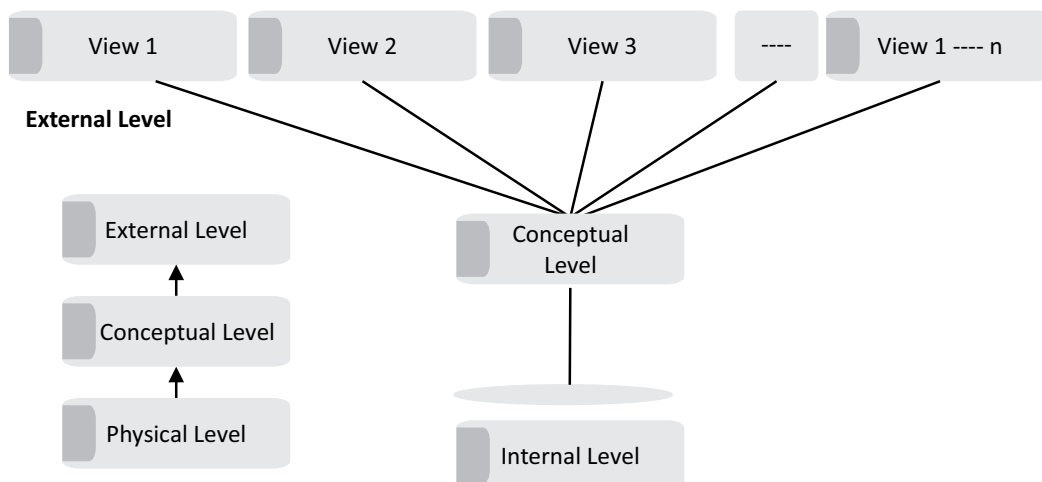 View 1
View 2
View 3
----
View 1 ---- n
External Level
External Level
Conceptual Level
Physical Level
Conceptual
Level
Internal Level